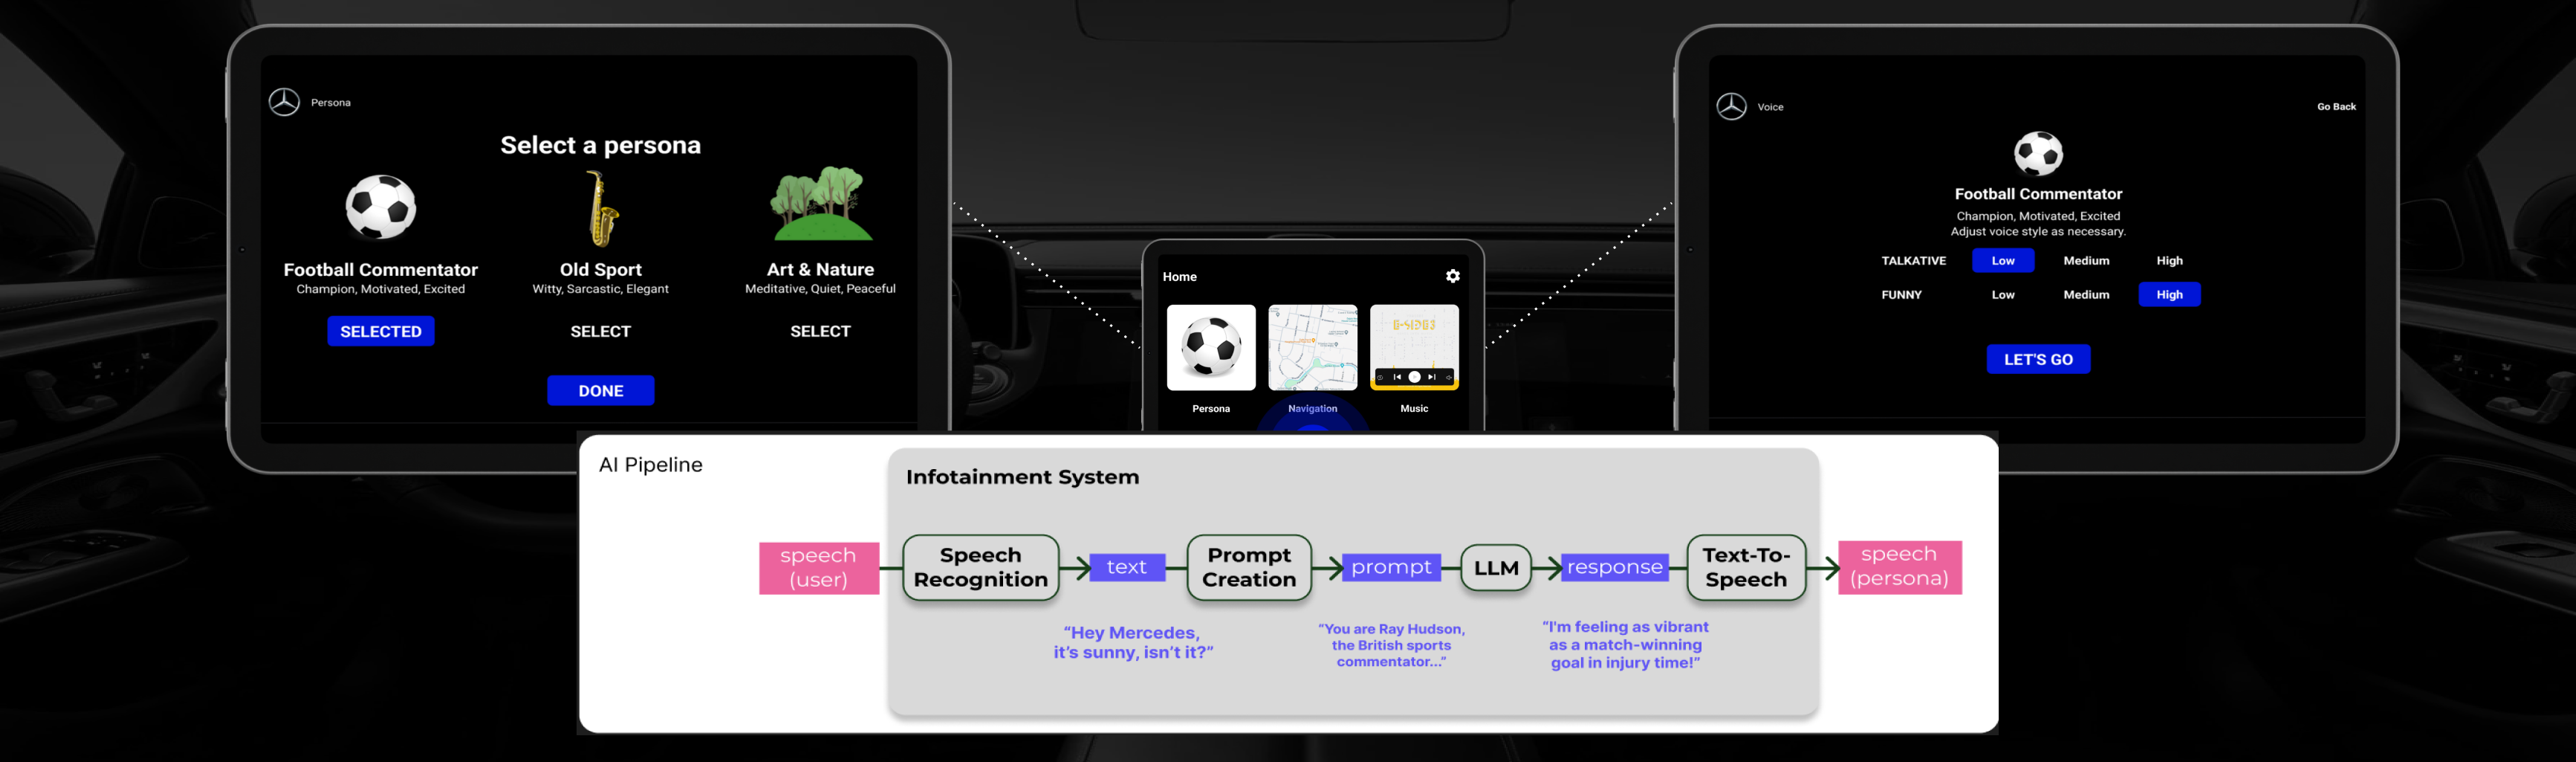 Persona
Select a persona
Football Commentator
Champion, Motivated, Excited
SELECTED
Old Sport
Witty, Sarcastic, Elegant
SELECT
Art & Nature
Meditative, Quiet, Peaceful
SELECT
DONE
Home
Persona
Navigation
Music
Voice
Go Back
Football Commentator
Champion, Motivated, Excited
Adjust voice style as necessary.
TALKATIVE Low Medium High
FUNNY Low Medium High
LET'S GO
AI Pipeline
Infotainment System
speech
(user)
Speech
Recognition
text
Prompt
Creation
prompt
LLM
response
Text-To-
Speech
speech
(persona)
“Hey Mercedes,
it’s sunny, isn’t it?”
“You are Ray Hudson,
the British sports
commentator...“
“I'm feeling as vibrant
as a match-winning
goal in injury time!”